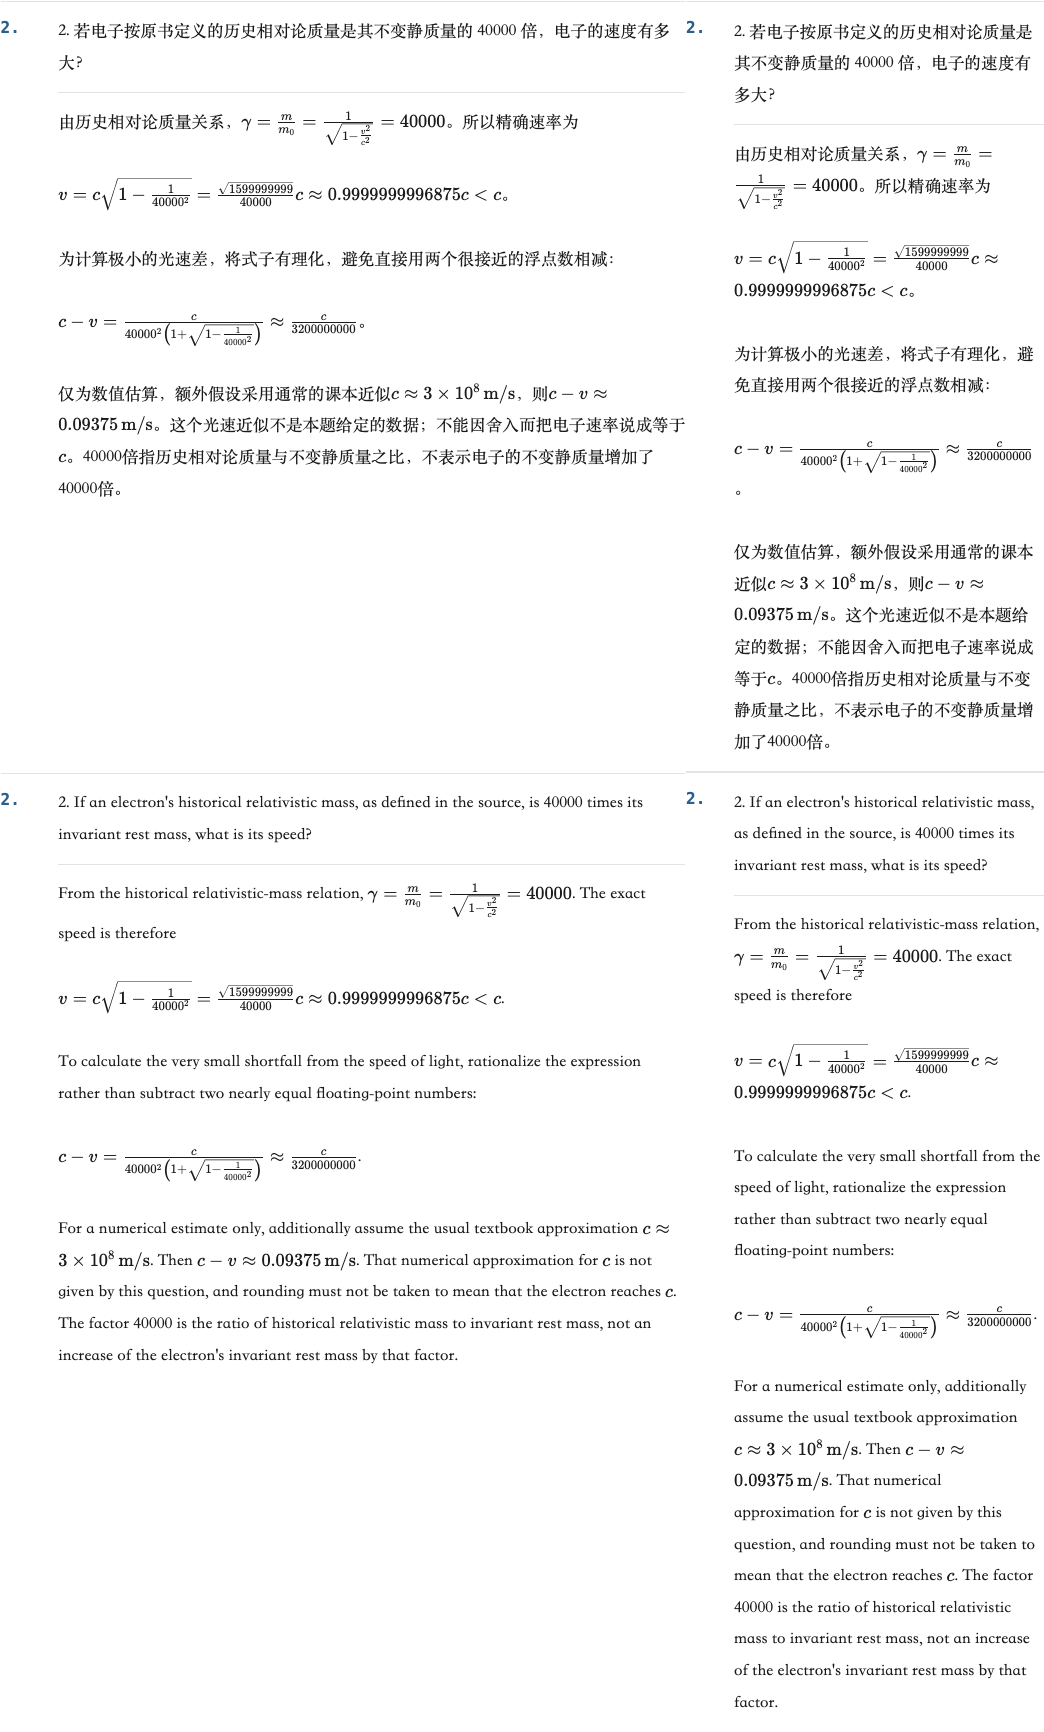 2.
2. 若电子按原书定义的历史相对论质量是其不变静质量的 40000 倍，电子的速度有多
大?
由历史相对论质量关系，γ = m/m₀ = 1/√(1−v²/c²) = 40000。所以精确速率为
v = c√(1 − 1/40000²) = √1599999999/40000 c ≈ 0.9999999996875c < c。
为计算极小的光速差，将式子有理化，避免直接用两个很接近的浮点数相减：
c − v = c/(40000²(1+√(1−1/40000²))) ≈ c/3200000000。
仅为数值估算，额外假设采用通常的课本近似c ≈ 3 × 10⁸ m/s，则c − v ≈
0.09375 m/s。这个光速近似不是本题给定的数据；不能因舍入而把电子速率说成等于
c。40000倍指历史相对论质量与不变静质量之比，不表示电子的不变静质量增加了
40000倍。
2.
2. 若电子按原书定义的历史相对论质量是
其不变静质量的 40000 倍，电子的速度有
多大?
由历史相对论质量关系，γ = m/m₀ =
1/√(1−v²/c²) = 40000。所以精确速率为
v = c√(1 − 1/40000²) = √1599999999/40000 c ≈
0.9999999996875c < c。
为计算极小的光速差，将式子有理化，避
免直接用两个很接近的浮点数相减：
c − v = c/(40000²(1+√(1−1/40000²))) ≈ c/3200000000
。
仅为数值估算，额外假设采用通常的课本
近似c ≈ 3 × 10⁸ m/s，则c − v ≈
0.09375 m/s。这个光速近似不是本题给
定的数据；不能因舍入而把电子速率说成
等于c。40000倍指历史相对论质量与不变
静质量之比，不表示电子的不变静质量增
加了40000倍。
2.
2. If an electron's historical relativistic mass, as defined in the source, is 40000 times its
invariant rest mass, what is its speed?
From the historical relativistic-mass relation, γ = m/m₀ = 1/√(1−v²/c²) = 40000. The exact
speed is therefore
v = c√(1 − 1/40000²) = √1599999999/40000 c ≈ 0.9999999996875c < c.
To calculate the very small shortfall from the speed of light, rationalize the expression
rather than subtract two nearly equal floating-point numbers:
c − v = c/(40000²(1+√(1−1/40000²))) ≈ c/3200000000.
For a numerical estimate only, additionally assume the usual textbook approximation c ≈
3 × 10⁸ m/s. Then c − v ≈ 0.09375 m/s. That numerical approximation for c is not
given by this question, and rounding must not be taken to mean that the electron reaches c.
The factor 40000 is the ratio of historical relativistic mass to invariant rest mass, not an
increase of the electron's invariant rest mass by that factor.
2.
2. If an electron's historical relativistic mass,
as defined in the source, is 40000 times its
invariant rest mass, what is its speed?
From the historical relativistic-mass relation,
γ = m/m₀ = 1/√(1−v²/c²) = 40000. The exact
speed is therefore
v = c√(1 − 1/40000²) = √1599999999/40000 c ≈
0.9999999996875c < c.
To calculate the very small shortfall from the
speed of light, rationalize the expression
rather than subtract two nearly equal
floating-point numbers:
c − v = c/(40000²(1+√(1−1/40000²))) ≈ c/3200000000.
For a numerical estimate only, additionally
assume the usual textbook approximation
c ≈ 3 × 10⁸ m/s. Then c − v ≈
0.09375 m/s. That numerical
approximation for c is not given by this
question, and rounding must not be taken to
mean that the electron reaches c. The factor
40000 is the ratio of historical relativistic
mass to invariant rest mass, not an increase
of the electron's invariant rest mass by that
factor.